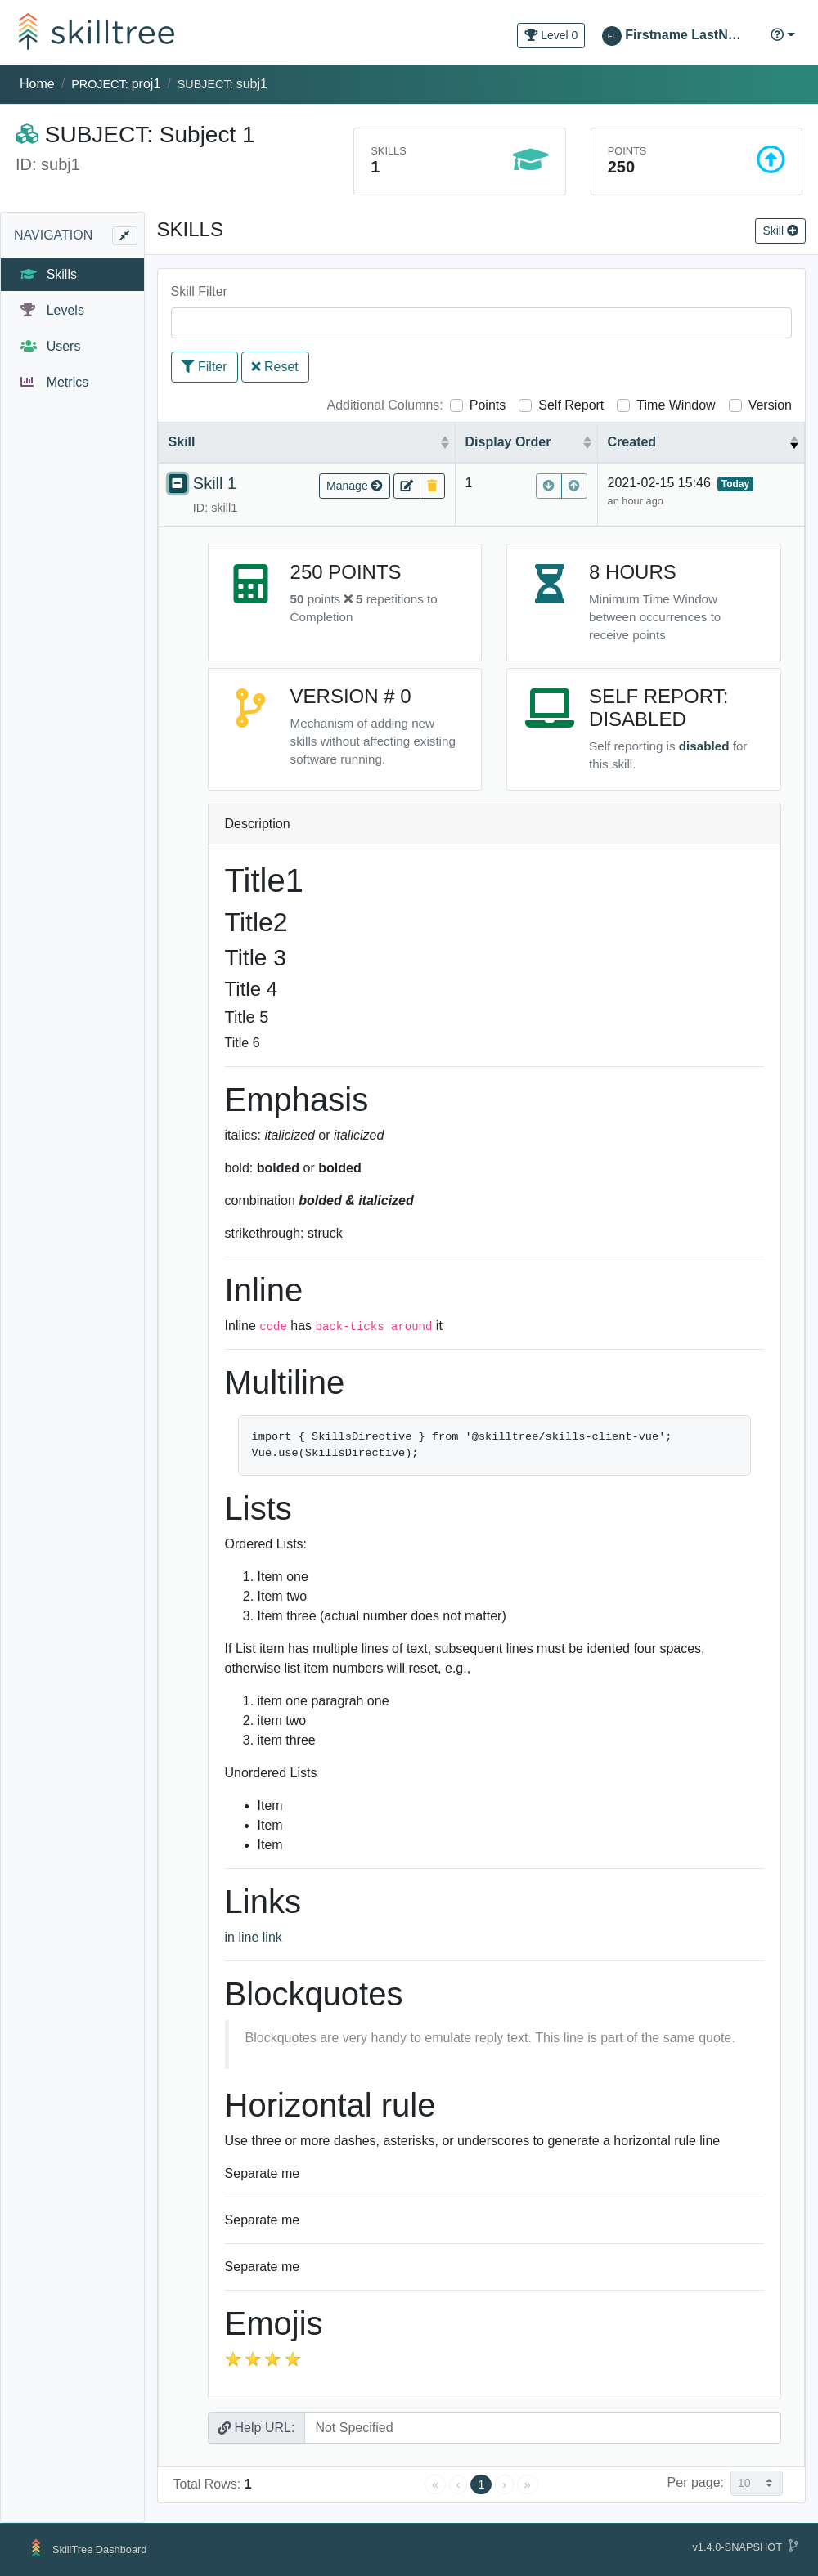 skilltree
Level 0
FL Firstname LastN...
Home / PROJECT: proj1 / SUBJECT: subj1
SUBJECT: Subject 1
ID: subj1
SKILLS
1
POINTS
250
NAVIGATION
Skills
Levels
Users
Metrics
SKILLS
Skill
Skill Filter
Filter
Reset
Additional Columns: Points Self Report Time Window Version
Skill Display Order Created
Skill 1
ID: skill1
Manage
1
2021-02-15 15:46 Today
an hour ago
250 POINTS
50 points × 5 repetitions to
Completion
8 HOURS
Minimum Time Window
between occurrences to
receive points
VERSION # 0
Mechanism of adding new
skills without affecting existing
software running.
SELF REPORT:
DISABLED
Self reporting is disabled for
this skill.
Description
Title1
Title2
Title 3
Title 4
Title 5
Title 6
Emphasis
italics: italicized or italicized
bold: bolded or bolded
combination bolded & italicized
strikethrough: struck
Inline
Inline code has back-ticks around it
Multiline
import { SkillsDirective } from '@skilltree/skills-client-vue';
Vue.use(SkillsDirective);
Lists
Ordered Lists:
1. Item one
2. Item two
3. Item three (actual number does not matter)
If List item has multiple lines of text, subsequent lines must be idented four spaces,
otherwise list item numbers will reset, e.g.,
1. item one paragrah one
2. item two
3. item three
Unordered Lists
• Item
• Item
• Item
Links
in line link
Blockquotes
Blockquotes are very handy to emulate reply text. This line is part of the same quote.
Horizontal rule
Use three or more dashes, asterisks, or underscores to generate a horizontal rule line
Separate me
Separate me
Separate me
Emojis
Help URL: Not Specified
Total Rows: 1
« ‹ 1 › »
Per page: 10
SkillTree Dashboard
v1.4.0-SNAPSHOT